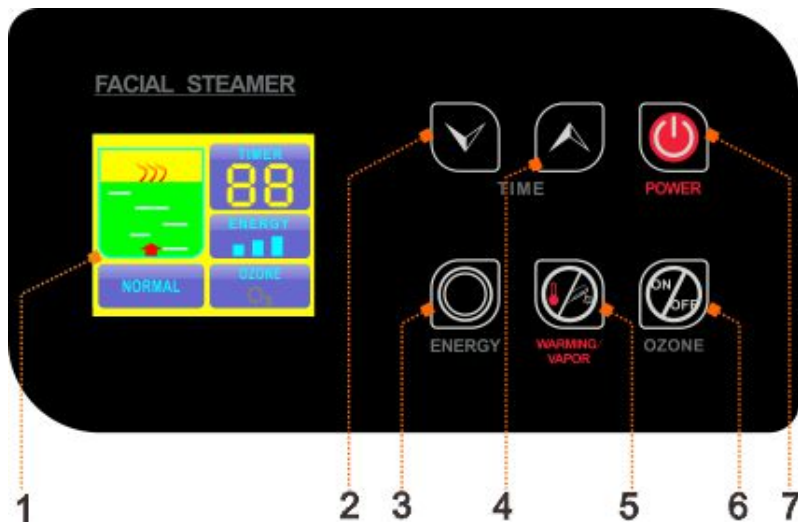 FACIAL STEAMER
TIMER
88
ENERGY
NORMAL
OZONE
O₃
TIME
POWER
ENERGY
WARMING/
VAPOR
ON
OFF
OZONE
1 2 3 4 5 6 7